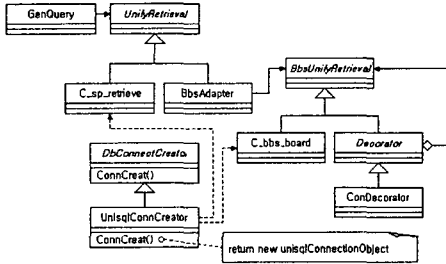 GenQuery
UnifyRetrieval
C_sp_retrieve
BbsAdapter
BbsUnifyRetrieval
DbConnectCreator
ConnCreat()
C_bbs_board
Decorator
UnisqlConnCreator
ConnCreat()
ConDecorator
return new unisqlConnectionObject